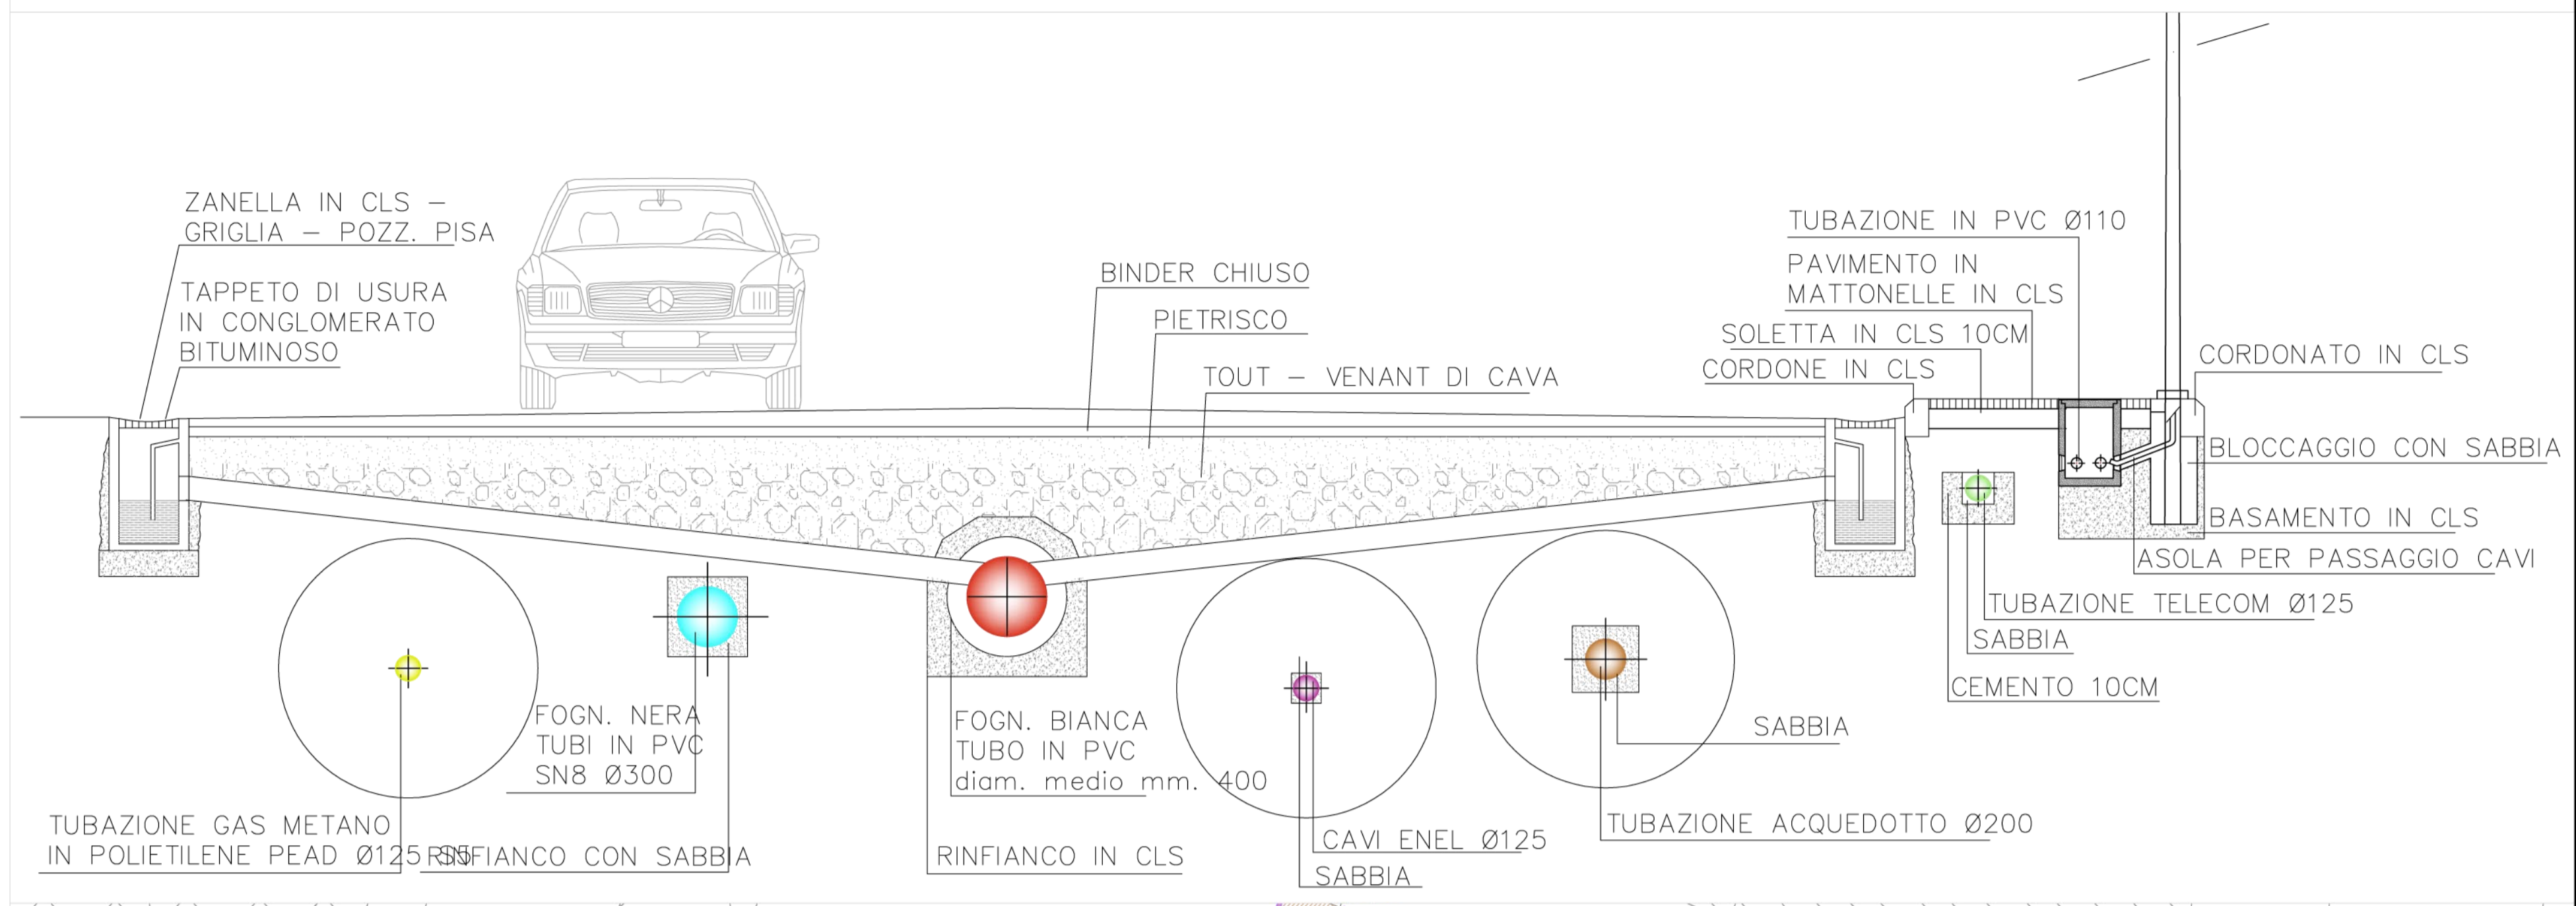 ZANELLA IN CLS –
GRIGLIA – POZZ. PISA
TAPPETO DI USURA
IN CONGLOMERATO
BITUMINOSO
BINDER CHIUSO
PIETRISCO
TOUT – VENANT DI CAVA
TUBAZIONE IN PVC Ø110
PAVIMENTO IN
MATTONELLE IN CLS
SOLETTA IN CLS 10CM
CORDONE IN CLS
CORDONATO IN CLS
BLOCCAGGIO CON SABBIA
BASAMENTO IN CLS
ASOLA PER PASSAGGIO CAVI
TUBAZIONE TELECOM Ø125
SABBIA
CEMENTO 10CM
FOGN. NERA
TUBI IN PVC
SN8 Ø300
FOGN. BIANCA
TUBO IN PVC
diam. medio mm. 400
SABBIA
TUBAZIONE GAS METANO
IN POLIETILENE PEAD Ø125 S5
RINFIANCO CON SABBIA
RINFIANCO IN CLS
CAVI ENEL Ø125
SABBIA
TUBAZIONE ACQUEDOTTO Ø200